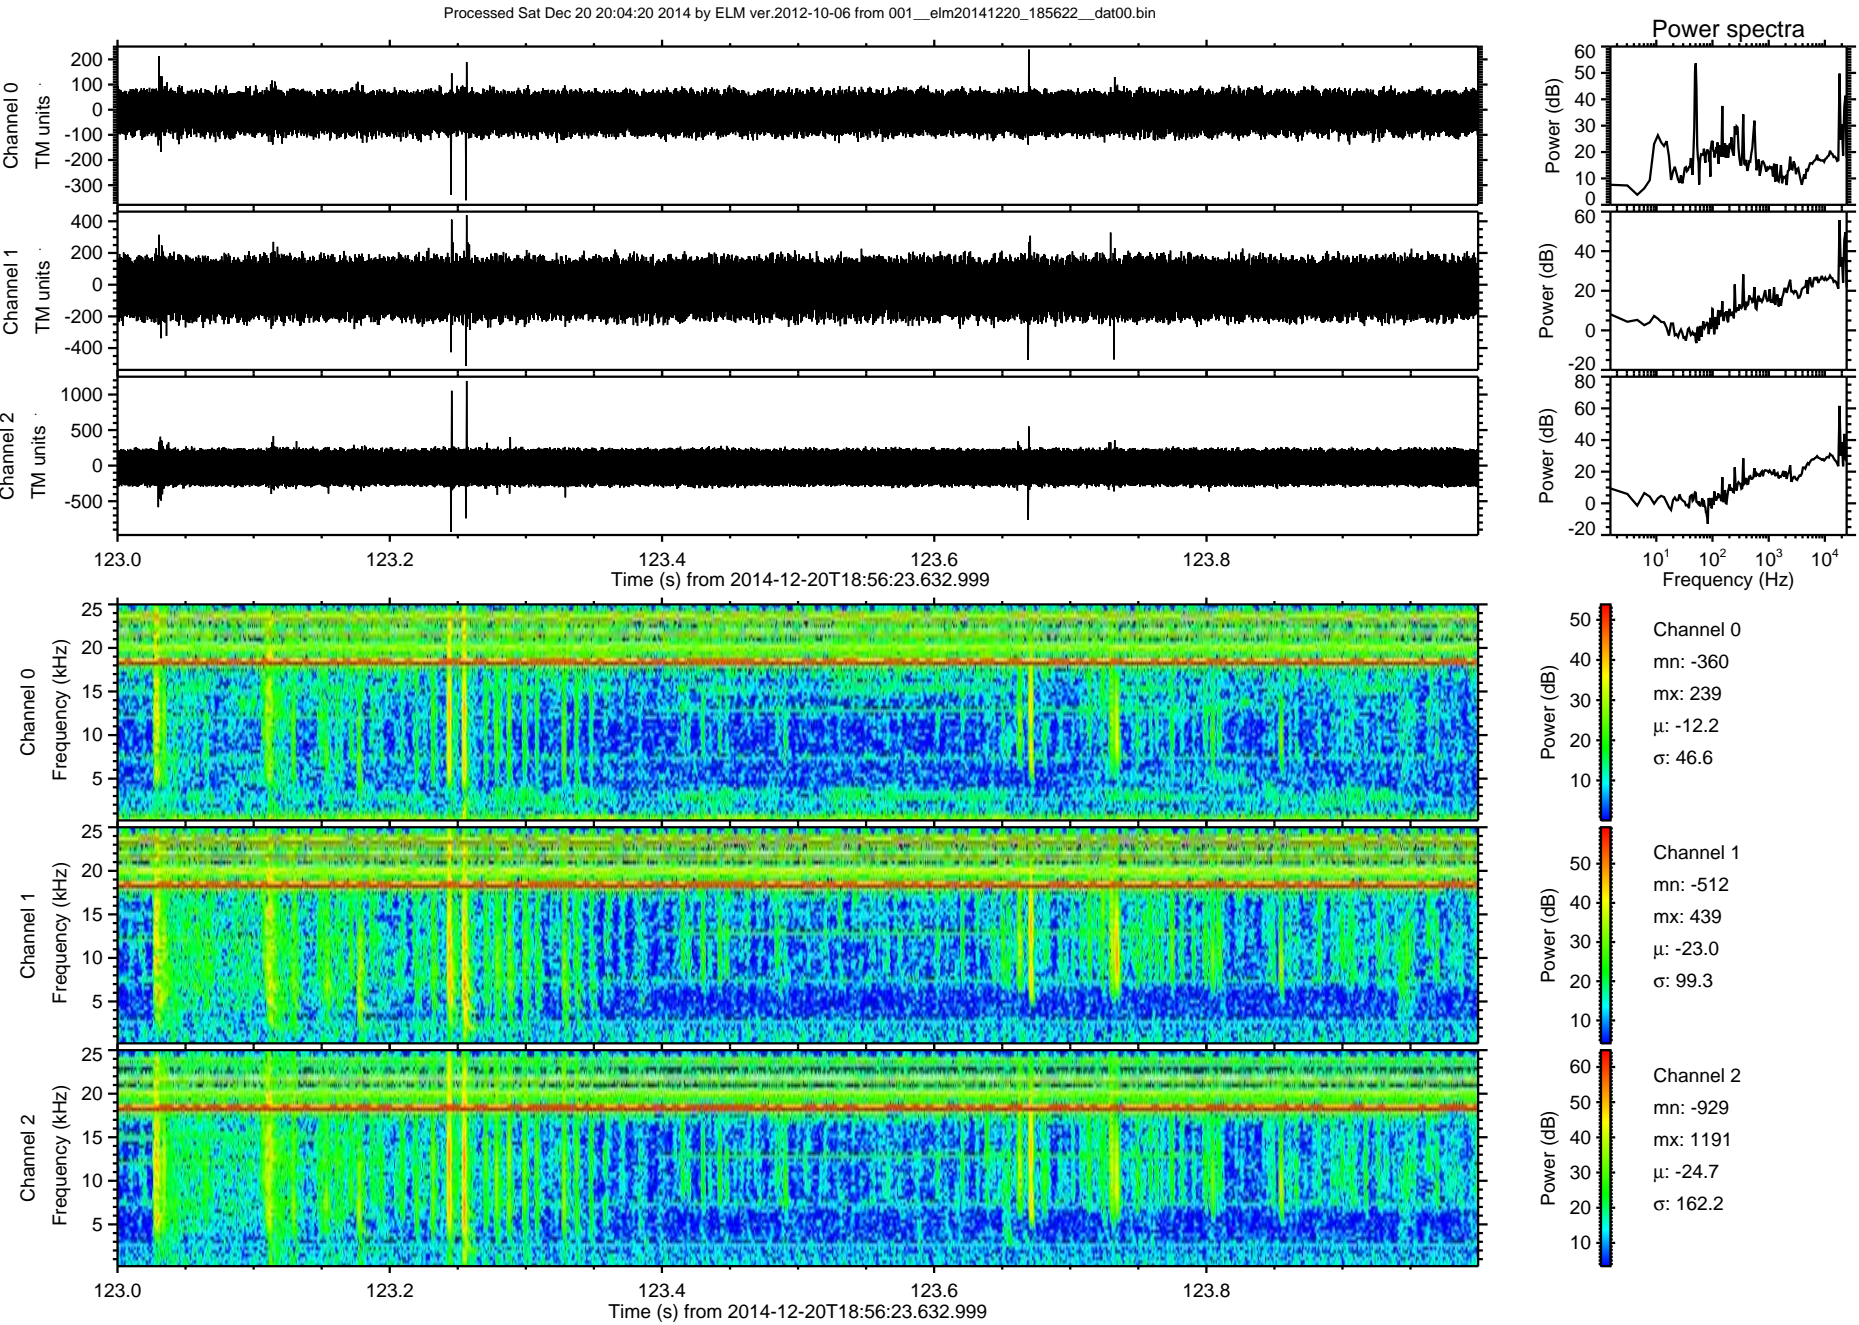 Processed Sat Dec 20 20:04:20 2014 by ELM ver.2012-10-06 from 001__elm20141220_185622__dat00.bin
Power spectra
Channel 0
TM units
200
100
0
-100
-200
-300
Power (dB)
60
50
40
30
20
10
0
Channel 1
TM units
400
200
0
-200
-400
Power (dB)
60
40
20
0
-20
Channel 2
TM units
1000
500
0
-500
Power (dB)
80
60
40
20
0
-20
123.0 123.2 123.4 123.6 123.8
Time (s) from 2014-12-20T18:56:23.632.999
10^1 10^2 10^3 10^4
Frequency (Hz)
Channel 0
Frequency (kHz)
25
20
15
10
5
Power (dB)
50
40
30
20
10
Channel 0
mn: -360
mx: 239
μ: -12.2
σ: 46.6
Channel 1
Frequency (kHz)
25
20
15
10
5
Power (dB)
50
40
30
20
10
Channel 1
mn: -512
mx: 439
μ: -23.0
σ: 99.3
Channel 2
Frequency (kHz)
25
20
15
10
5
Power (dB)
60
50
40
30
20
10
Channel 2
mn: -929
mx: 1191
μ: -24.7
σ: 162.2
123.0 123.2 123.4 123.6 123.8
Time (s) from 2014-12-20T18:56:23.632.999